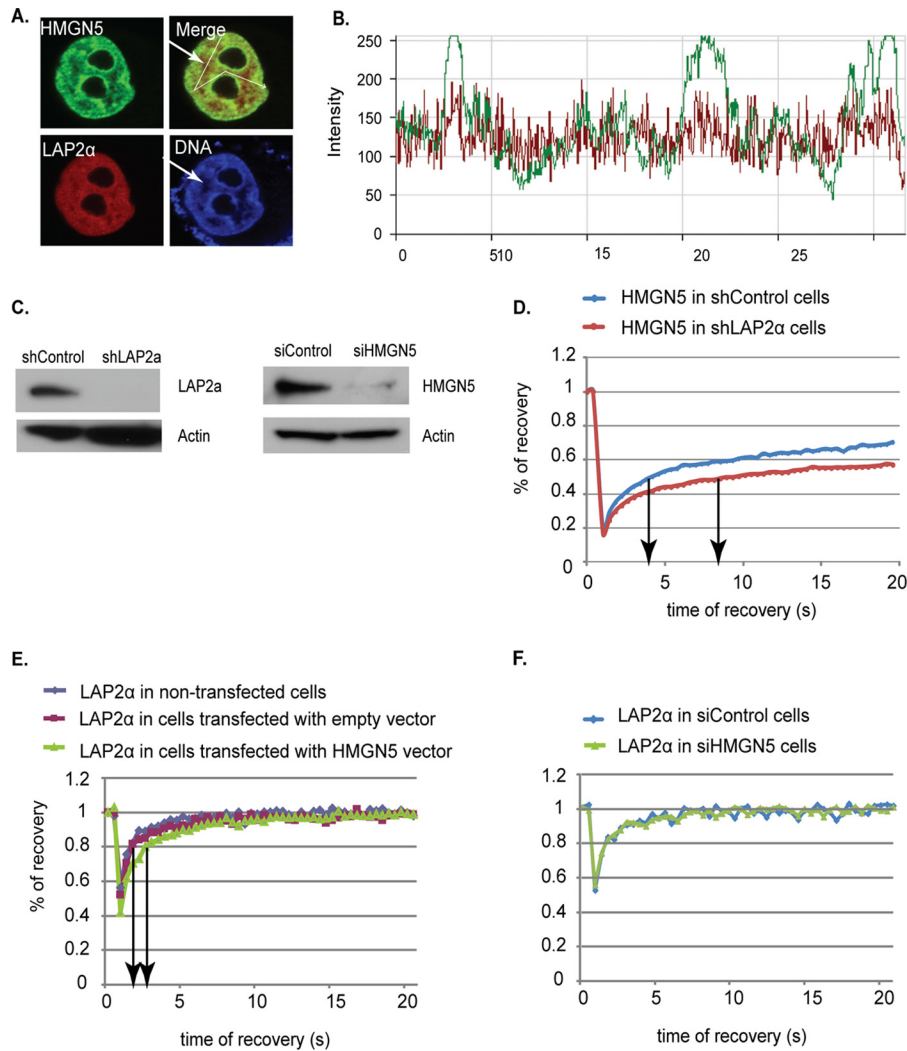 A.
HMGN5
Merge
LAP2α
DNA
B.
Intensity
250
200
150
100
50
0
0 510 15 20 25
C.
shControl shLAP2a
LAP2a
Actin
siControl siHMGN5
HMGN5
Actin
D.
HMGN5 in shControl cells
HMGN5 in shLAP2α cells
% of recovery
1.2
1
0.8
0.6
0.4
0.2
0
0 5 10 15 20
time of recovery (s)
E.
LAP2α in non-transfected cells
LAP2α in cells transfected with empty vector
LAP2α in cells transfected with HMGN5 vector
% of recovery
1.2
1
0.8
0.6
0.4
0.2
0
0 5 10 15 20
time of recovery (s)
F.
LAP2α in siControl cells
LAP2α in siHMGN5 cells
% of recovery
1.2
1
0.8
0.6
0.4
0.2
0
0 5 10 15 20
time of recovery (s)